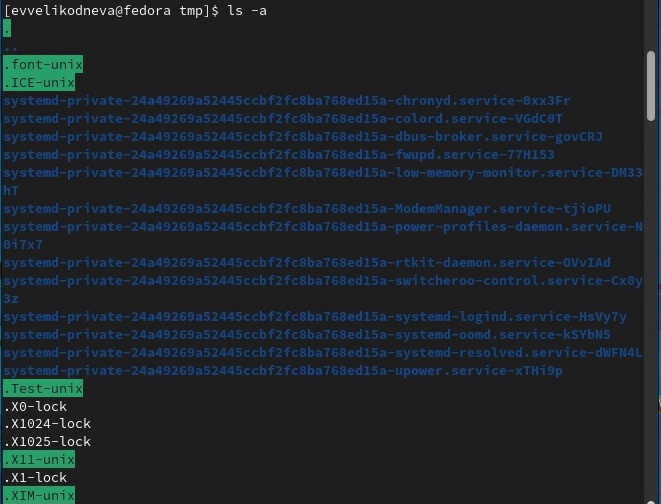 [evvelikodneva@fedora tmp]$ ls -a
.
..
.font-unix
.ICE-unix
systemd-private-24a49269a52445ccbf2fc8ba768ed15a-chronyd.service-0xx3Fr
systemd-private-24a49269a52445ccbf2fc8ba768ed15a-colord.service-VGdC0T
systemd-private-24a49269a52445ccbf2fc8ba768ed15a-dbus-broker.service-govCRJ
systemd-private-24a49269a52445ccbf2fc8ba768ed15a-fwupd.service-77H153
systemd-private-24a49269a52445ccbf2fc8ba768ed15a-low-memory-monitor.service-DM33
hT
systemd-private-24a49269a52445ccbf2fc8ba768ed15a-ModemManager.service-tjioPU
systemd-private-24a49269a52445ccbf2fc8ba768ed15a-power-profiles-daemon.service-N
0i7x7
systemd-private-24a49269a52445ccbf2fc8ba768ed15a-rtkit-daemon.service-OVvIAd
systemd-private-24a49269a52445ccbf2fc8ba768ed15a-switcheroo-control.service-Cx0y
3z
systemd-private-24a49269a52445ccbf2fc8ba768ed15a-systemd-logind.service-HsVy7y
systemd-private-24a49269a52445ccbf2fc8ba768ed15a-systemd-oomd.service-kSYbN5
systemd-private-24a49269a52445ccbf2fc8ba768ed15a-systemd-resolved.service-dWFN4L
systemd-private-24a49269a52445ccbf2fc8ba768ed15a-upower.service-xTHi9p
.Test-unix
.X0-lock
.X1024-lock
.X1025-lock
.X11-unix
.X1-lock
.XIM-unix